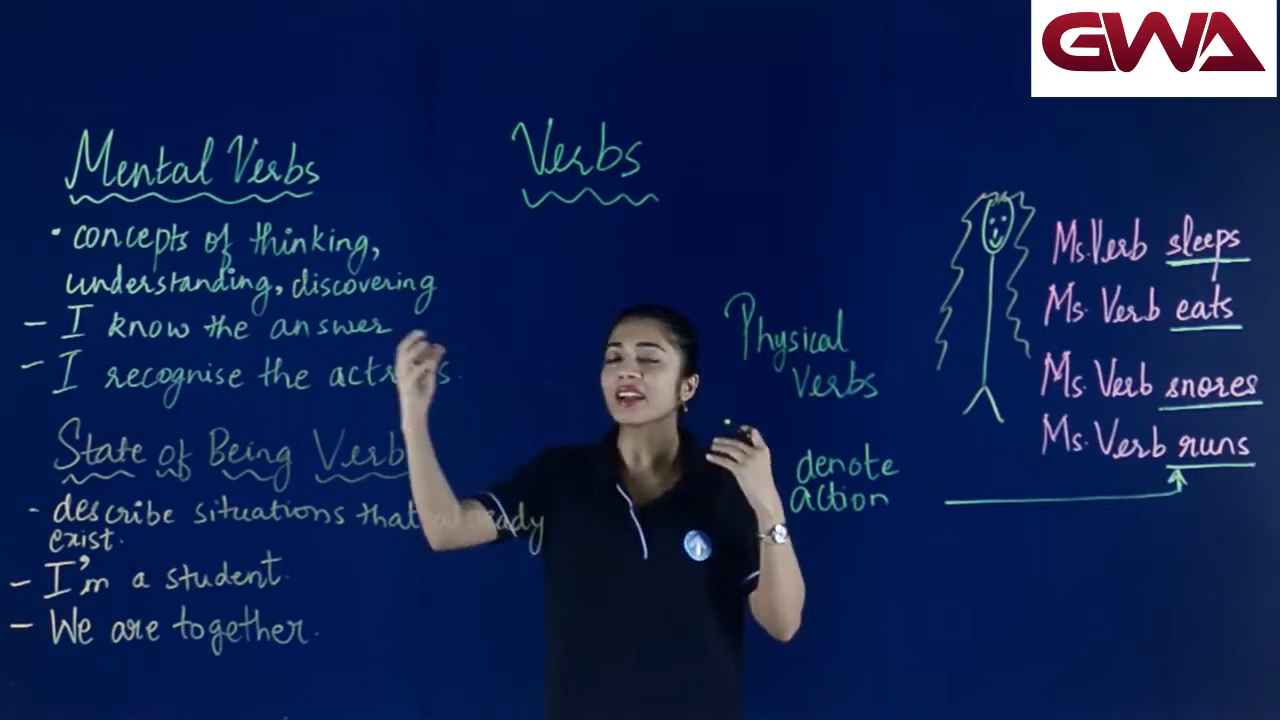 GWA
Verbs
Mental Verbs
• concepts of thinking,
understanding, discovering
- I know the answer
- I recognise the actress.
State of Being Verb
- describe situations that already
exist.
- I'm a student.
- We are together.
Physical
Verbs
denote
action
Ms. Verb sleeps
Ms. Verb eats
Ms. Verb snores
Ms. Verb runs